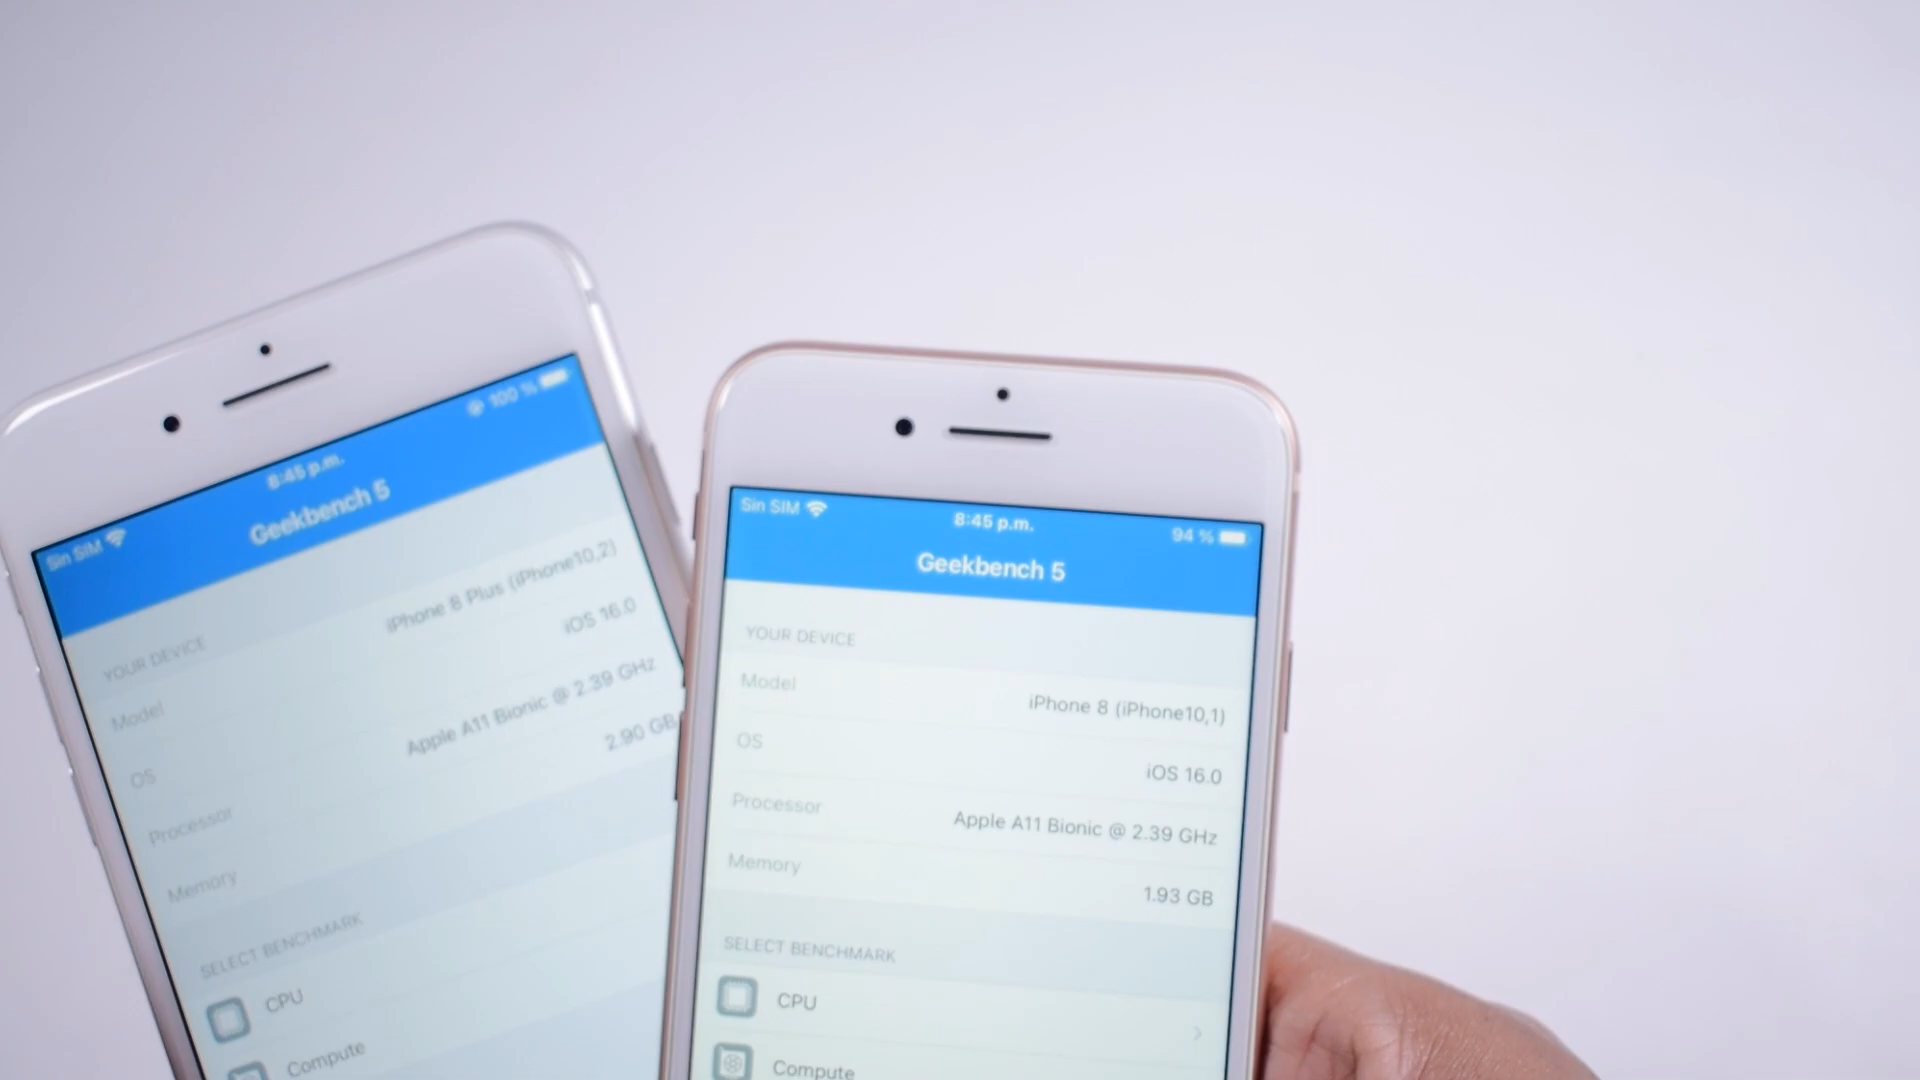 Sin SIM
8:45 p.m.
100 %
Geekbench 5
YOUR DEVICE
Model
iPhone 8 Plus (iPhone10,2)
OS
iOS 16.0
Processor
Apple A11 Bionic @ 2.39 GHz
Memory
2.90 GB
SELECT BENCHMARK
CPU
Compute
Sin SIM
8:45 p.m.
94 %
Geekbench 5
YOUR DEVICE
Model
iPhone 8 (iPhone10,1)
OS
iOS 16.0
Processor
Apple A11 Bionic @ 2.39 GHz
Memory
1.93 GB
SELECT BENCHMARK
CPU
Compute